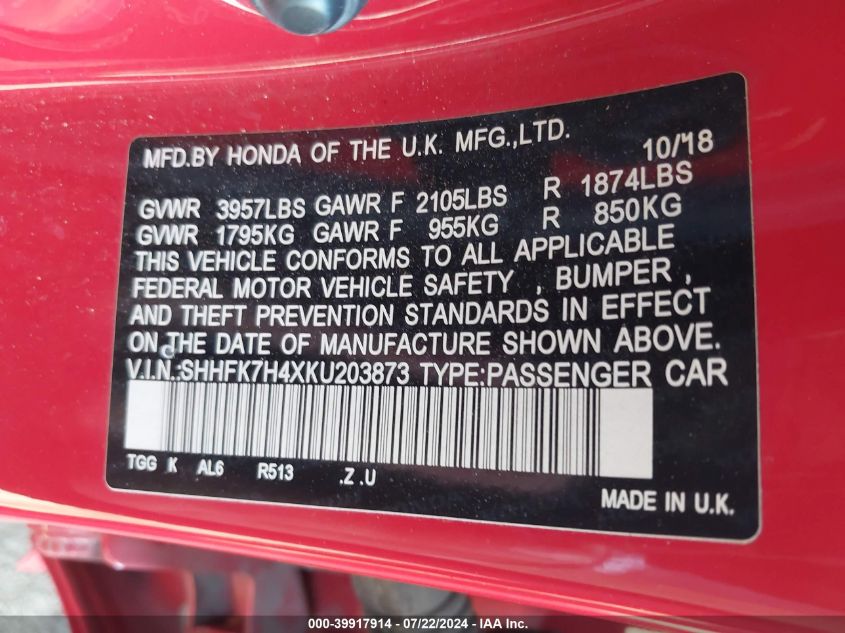 MFD.BY HONDA OF THE U.K. MFG.,LTD. 10/18
GVWR 3957LBS GAWR F 2105LBS R 1874LBS
GVWR 1795KG GAWR F 955KG R 850KG
THIS VEHICLE CONFORMS TO ALL APPLICABLE
FEDERAL MOTOR VEHICLE SAFETY , BUMPER ,
AND THEFT PREVENTION STANDARDS IN EFFECT
ON THE DATE OF MANUFACTURE SHOWN ABOVE.
V.I.N.:SHHFK7H4XKU203873 TYPE:PASSENGER CAR
TGG K AL6 R513 .Z .U
MADE IN U.K.
000-39917914 - 07/22/2024 - IAAI, Inc.